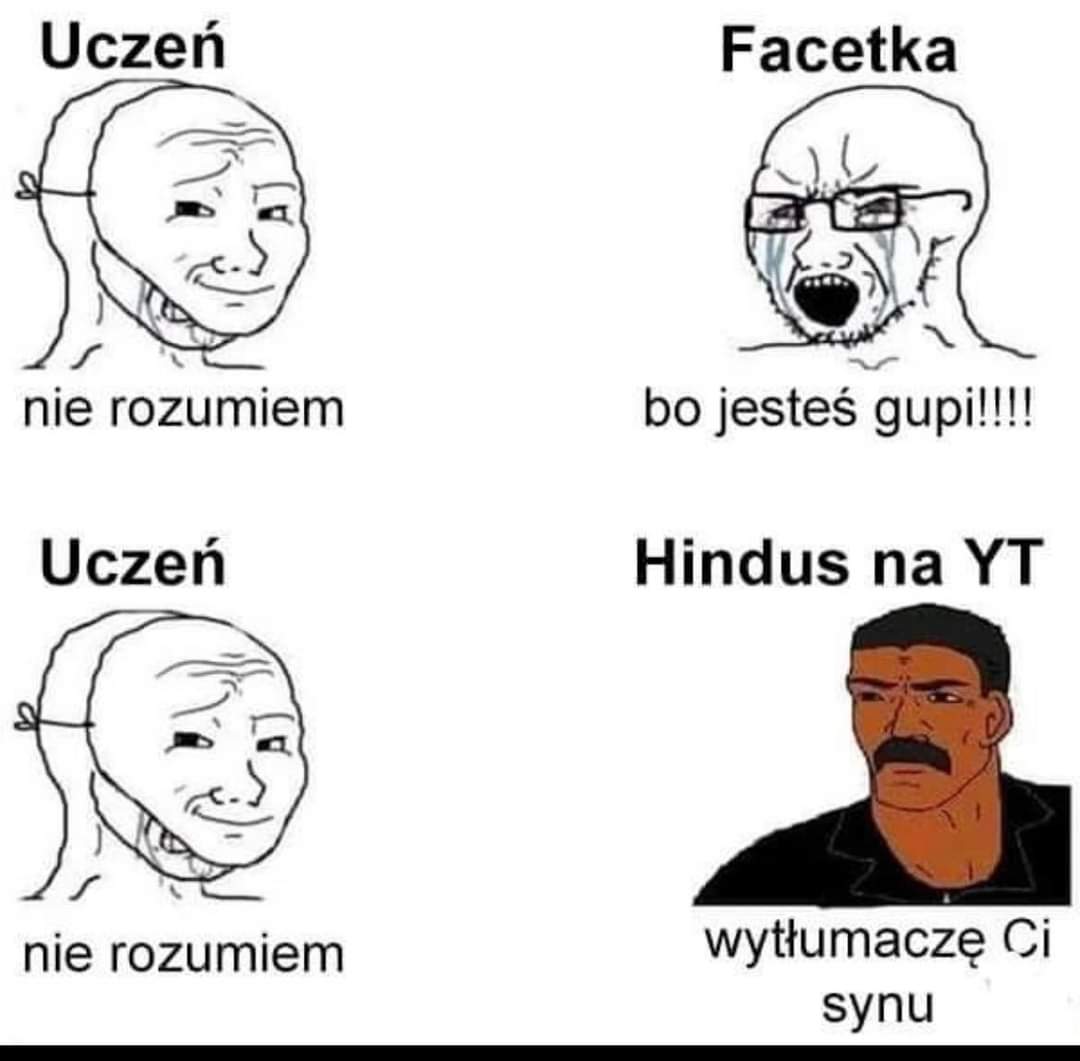 Uczeń
Facetka
nie rozumiem
bo jesteś gupi!!!!
Uczeń
Hindus na YT
nie rozumiem
wytłumaczę Ci
synu